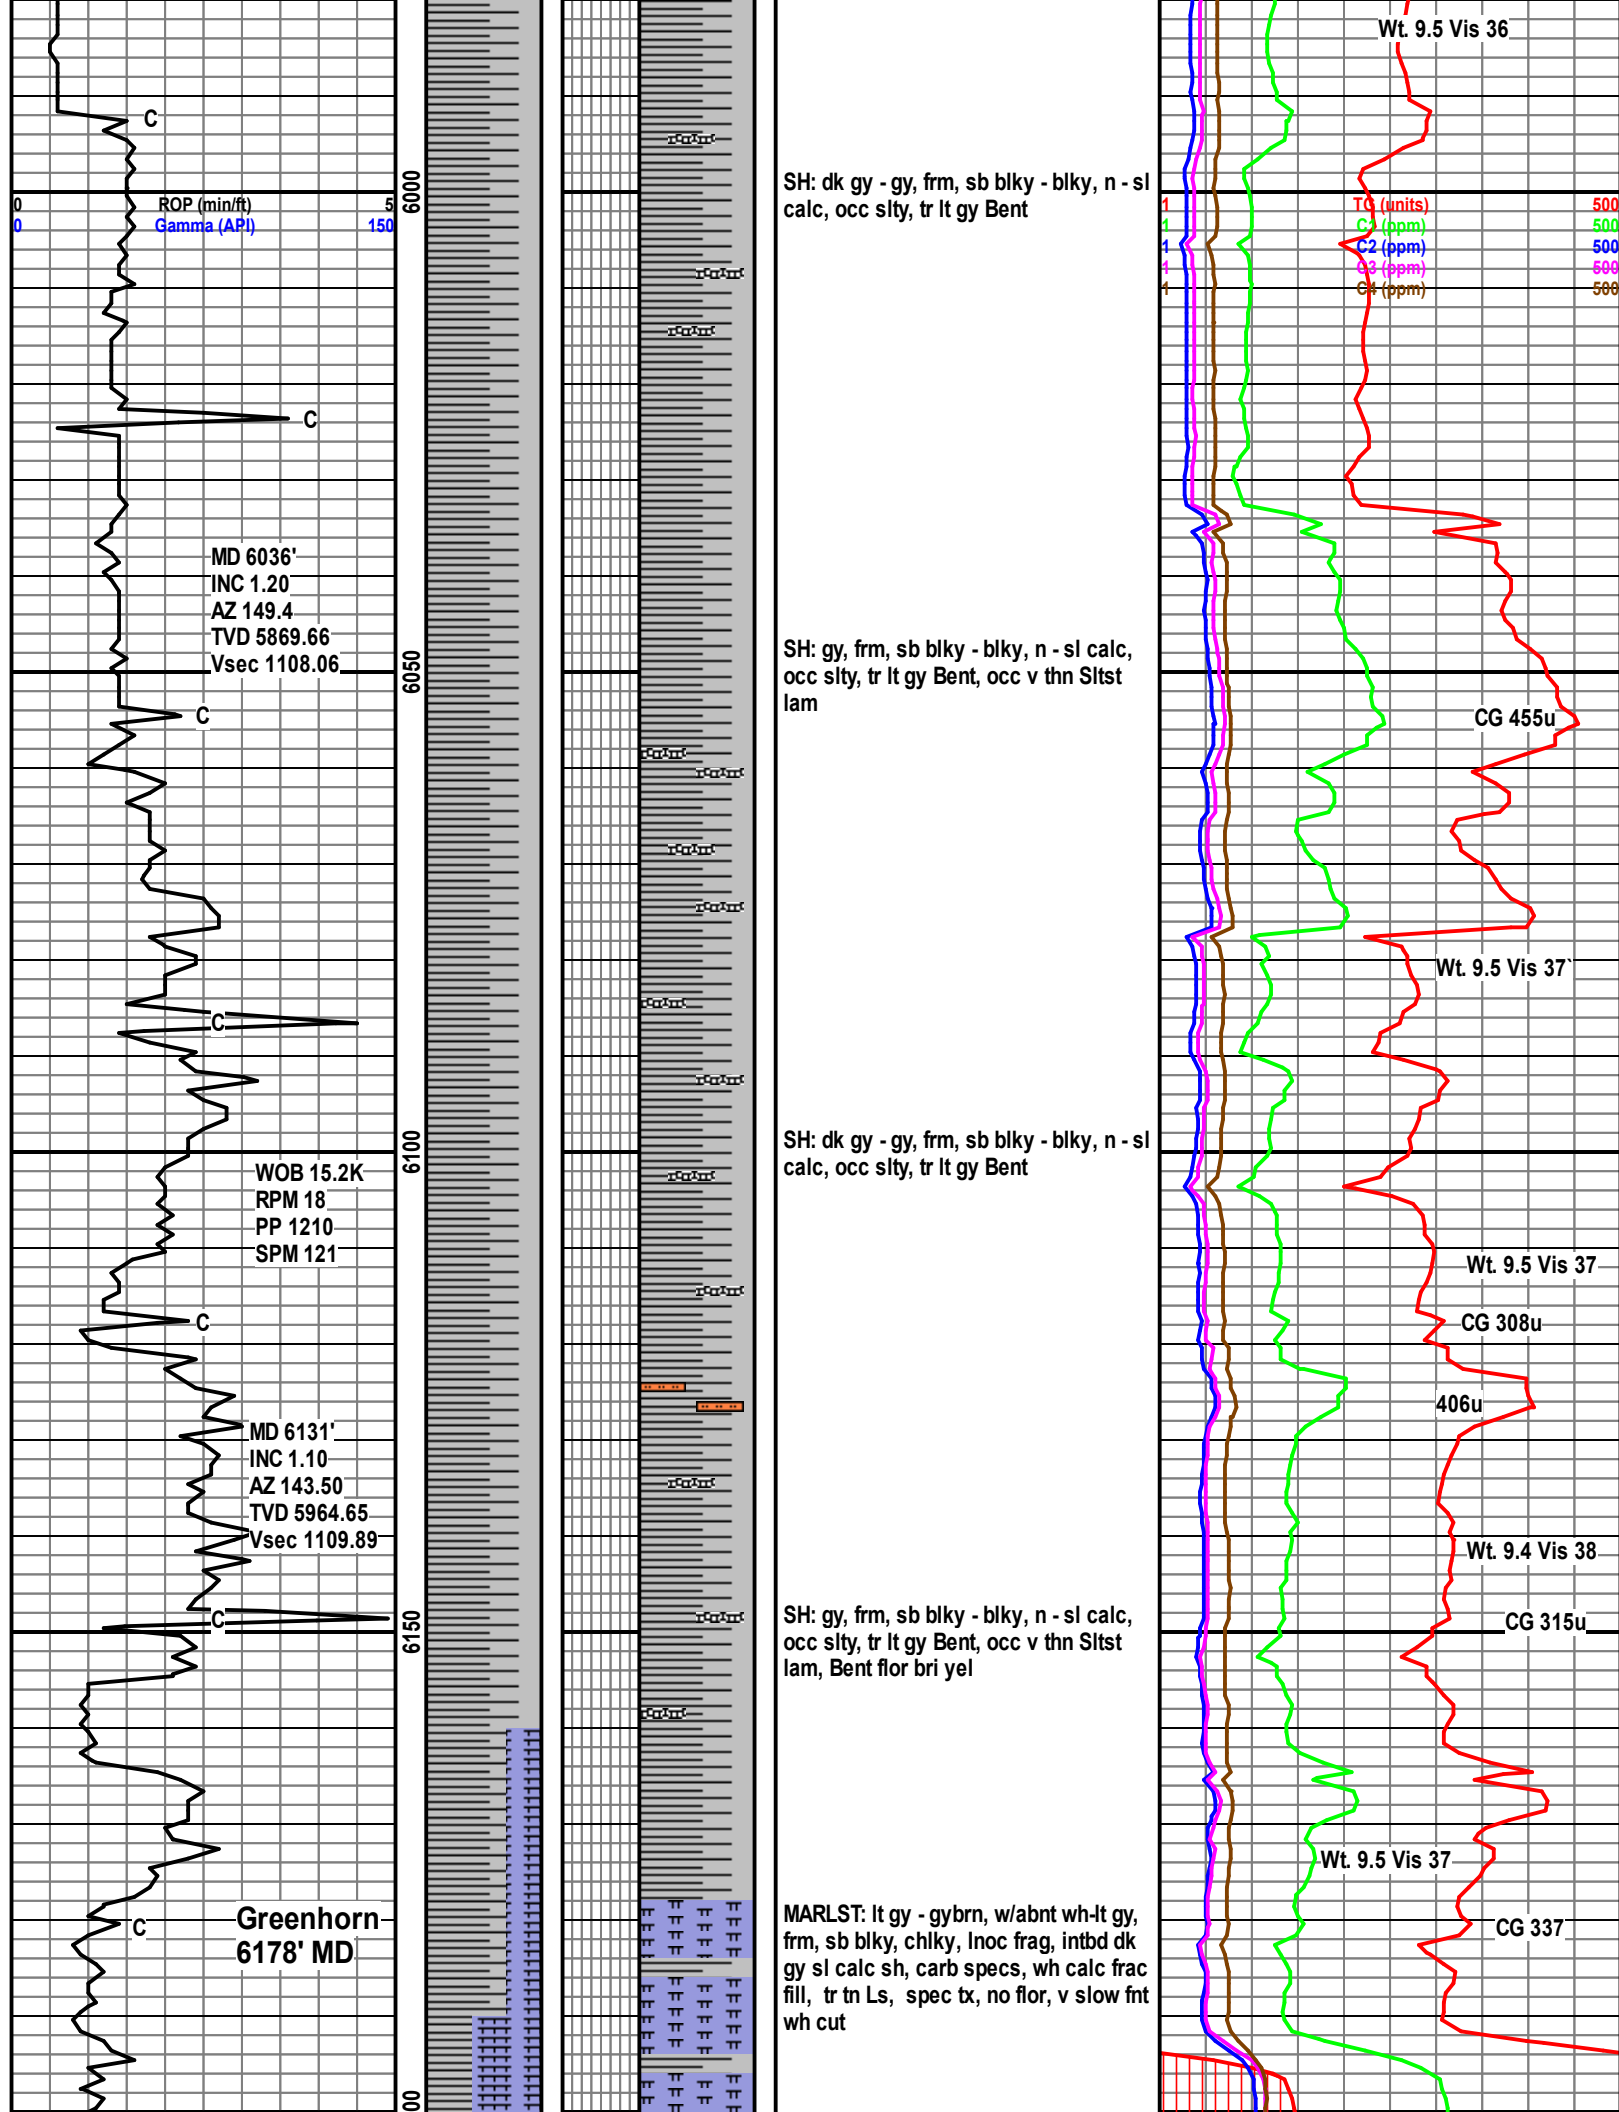 Wt. 9.5 Vis 36
C
6000
SH: dk gy - gy, frm, sb blky - blky, n - sl
calc, occ slty, tr lt gy Bent
0 ROP (min/ft) 5
0 Gamma (API) 150
1 TG (units) 500
1 C1 (ppm) 500
1 C2 (ppm) 500
1 C3 (ppm) 500
1 C4 (ppm) 500
C
MD 6036'
INC 1.20
AZ 149.4
TVD 5869.66
Vsec 1108.06
6050
SH: gy, frm, sb blky - blky, n - sl calc,
occ slty, tr lt gy Bent, occ v thn Sltst
lam
C
CG 455u
Wt. 9.5 Vis 37`
C
6100
SH: dk gy - gy, frm, sb blky - blky, n - sl
calc, occ slty, tr lt gy Bent
WOB 15.2K
RPM 18
PP 1210
SPM 121
Wt. 9.5 Vis 37
C
CG 308u
406u
MD 6131'
INC 1.10
AZ 143.50
TVD 5964.65
Vsec 1109.89
Wt. 9.4 Vis 38
C
6150
SH: gy, frm, sb blky - blky, n - sl calc,
occ slty, tr lt gy Bent, occ v thn Sltst
lam, Bent flor bri yel
CG 315u
Wt. 9.5 Vis 37
C
Greenhorn
6178' MD
MARLST: lt gy - gybrn, w/abnt wh-lt gy,
frm, sb blky, chlky, Inoc frag, intbd dk
gy sl calc sh, carb specs, wh calc frac
fill, tr tn Ls, spec tx, no flor, v slow fnt
wh cut
CG 337
00